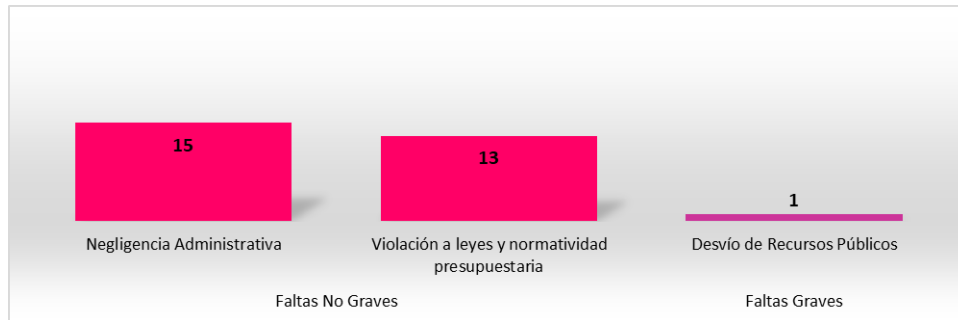 15
13
1
Negligencia Administrativa
Violación a leyes y normatividad
presupuestaria
Desvío de Recursos Públicos
Faltas No Graves
Faltas Graves